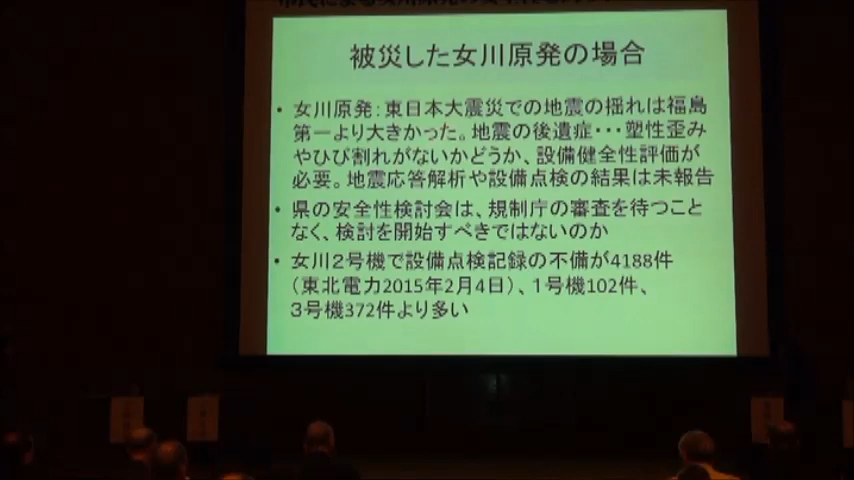 被災した女川原発の場合
• 女川原発：東日本大震災での地震の揺れは福島
第一より大きかった。地震の後遺症・・・塑性歪み
やひび割れがないかどうか、設備健全性評価が
必要。地震応答解析や設備点検の結果は未報告
• 県の安全性検討会は、規制庁の審査を待つこと
なく、検討を開始すべきではないのか
• 女川２号機で設備点検記録の不備が4188件
（東北電力2015年2月4日）、１号機102件、
３号機372件より多い